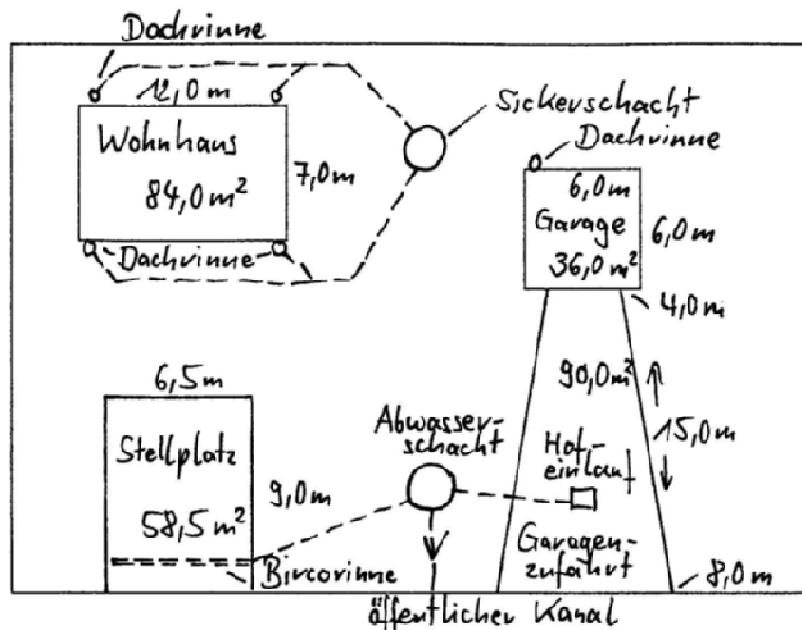 Dachrinne
12,0 m
Wohnhaus
84,0 m²
7,0 m
Dachrinne
Sickerschacht
Dachrinne
6,0 m
Garage
36,0 m²
6,0 m
4,0 m
90,0 m²
15,0 m
Hof-
einlauf
Garagen-
zufahrt
8,0 m
6,5 m
Stellplatz
58,5 m²
9,0 m
Bircorinne
Abwasser-
schacht
öffentlicher Kanal